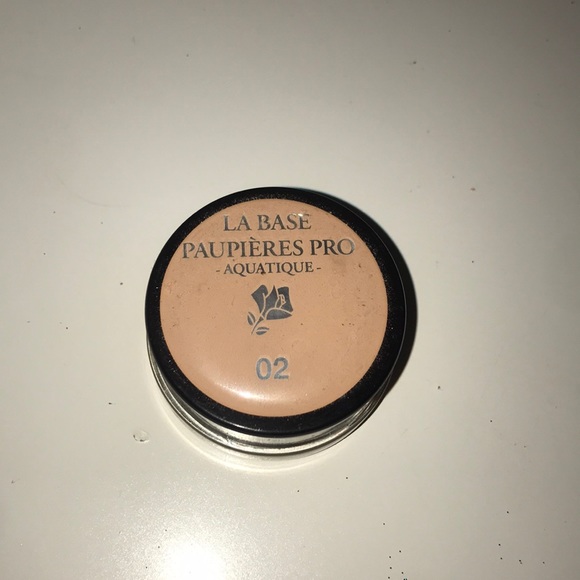 LA BASE
PAUPIÈRES PRO
- AQUATIQUE -
02